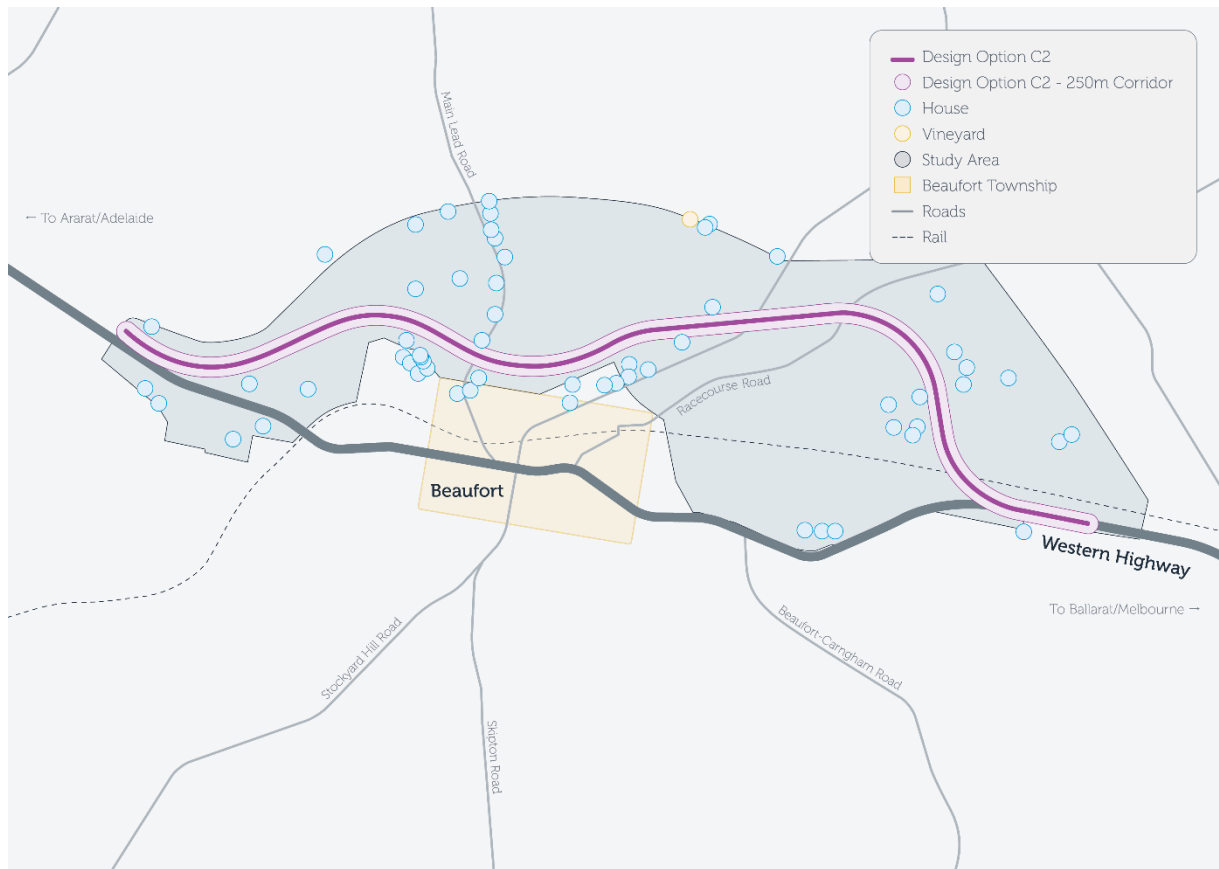 Design Option C2
Design Option C2 - 250m Corridor
House
Vineyard
Study Area
Beaufort Township
Roads
Rail
Main Lead Road
← To Ararat/Adelaide
Racecourse Road
Beaufort
Western Highway
To Ballarat/Melbourne →
Stockyard Hill Road
Skipton Road
Beaufort-Carngham Road